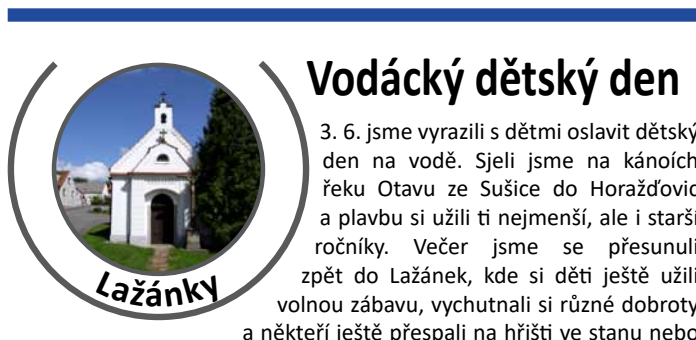 Vodácký dětský den
3. 6. jsme vyrazili s dětmi oslavit dětský
den na vodě. Sjeli jsme na kánoích
řeku Otavu ze Sušice do Horažďovic
a plavbu si užili ti nejmenší, ale i starší
ročníky. Večer jsme se přesunuli
zpět do Lažánek, kde si děti ještě užili
volnou zábavu, vychutnali si různé dobroty
a někteří ještě přespali na hřišti ve stanu nebo
Lažánky